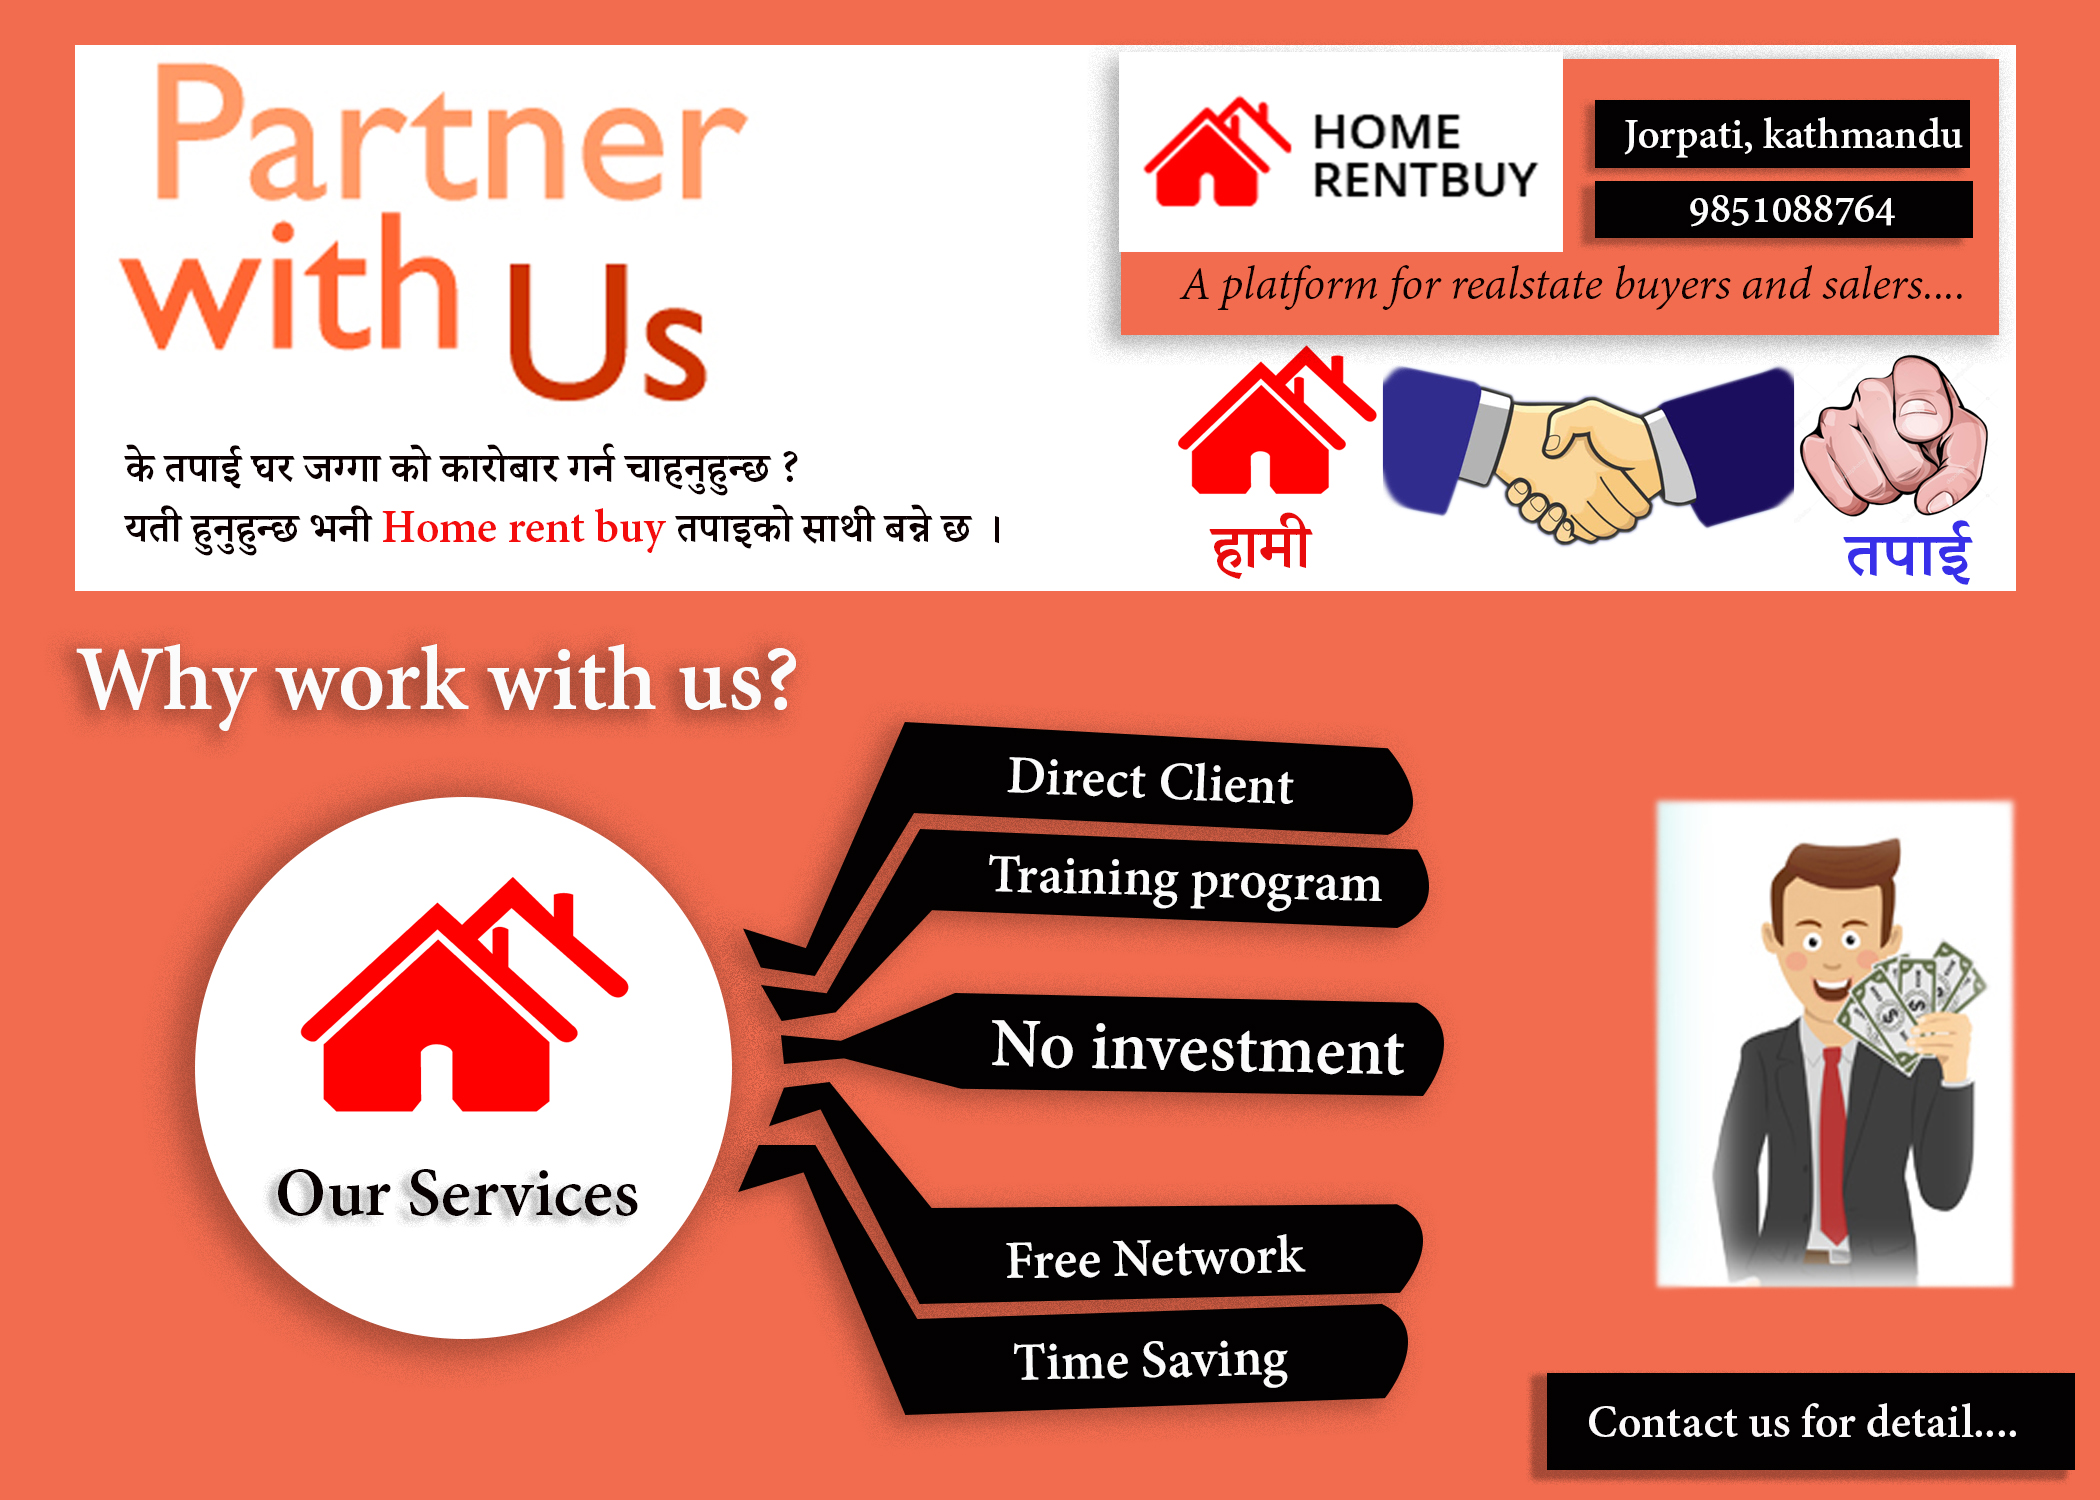 Partner
with Us
HOME
RENTBUY
Jorpati, kathmandu
9851088764
A platform for realstate buyers and salers....
के तपाई घर जग्गा को कारोबार गर्न चाहनुहुन्छ ?
यती हुनुहुन्छ भनी Home rent buy तपाइको साथी बन्ने छ ।
हामी
तपाई
Why work with us?
Our Services
Direct Client
Training program
No investment
Free Network
Time Saving
Contact us for detail....